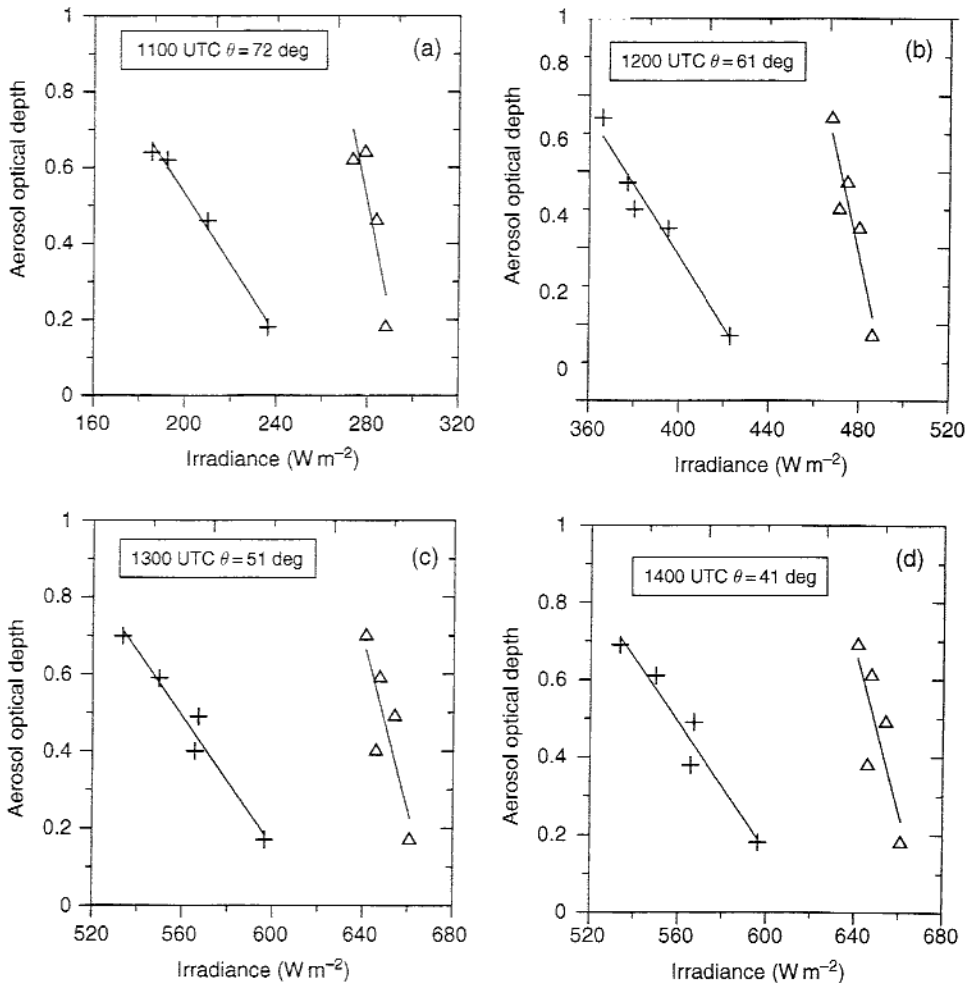 1
0.8
0.6
0.4
0.2
0
Aerosol optical depth
1100 UTC θ = 72 deg
(a)
160 200 240 280 320
Irradiance (W m−2)
1
0.8
0.6
0.4
0.2
0
Aerosol optical depth
1200 UTC θ = 61 deg
(b)
360 400 440 480 520
Irradiance (W m−2)
1
0.8
0.6
0.4
0.2
0
Aerosol optical depth
1300 UTC θ = 51 deg
(c)
520 560 600 640 680
Irradiance (W m−2)
1
0.8
0.6
0.4
0.2
0
Aerosol optical depth
1400 UTC θ = 41 deg
(d)
520 560 600 640 680
Irradiance (W m−2)